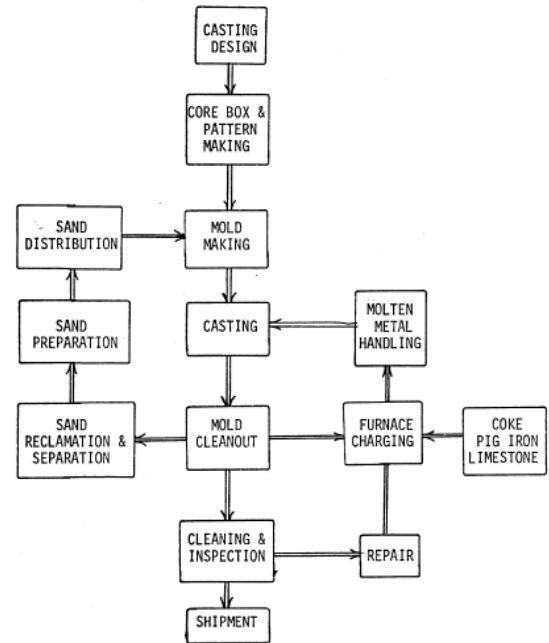 CASTING
DESIGN
CORE BOX &
PATTERN
MAKING
SAND
DISTRIBUTION
MOLD
MAKING
SAND
PREPARATION
CASTING
MOLTEN
METAL
HANDLING
SAND
RECLAMATION &
SEPARATION
MOLD
CLEANOUT
FURNACE
CHARGING
COKE
PIG IRON
LIMESTONE
CLEANING &
INSPECTION
REPAIR
SHIPMENT